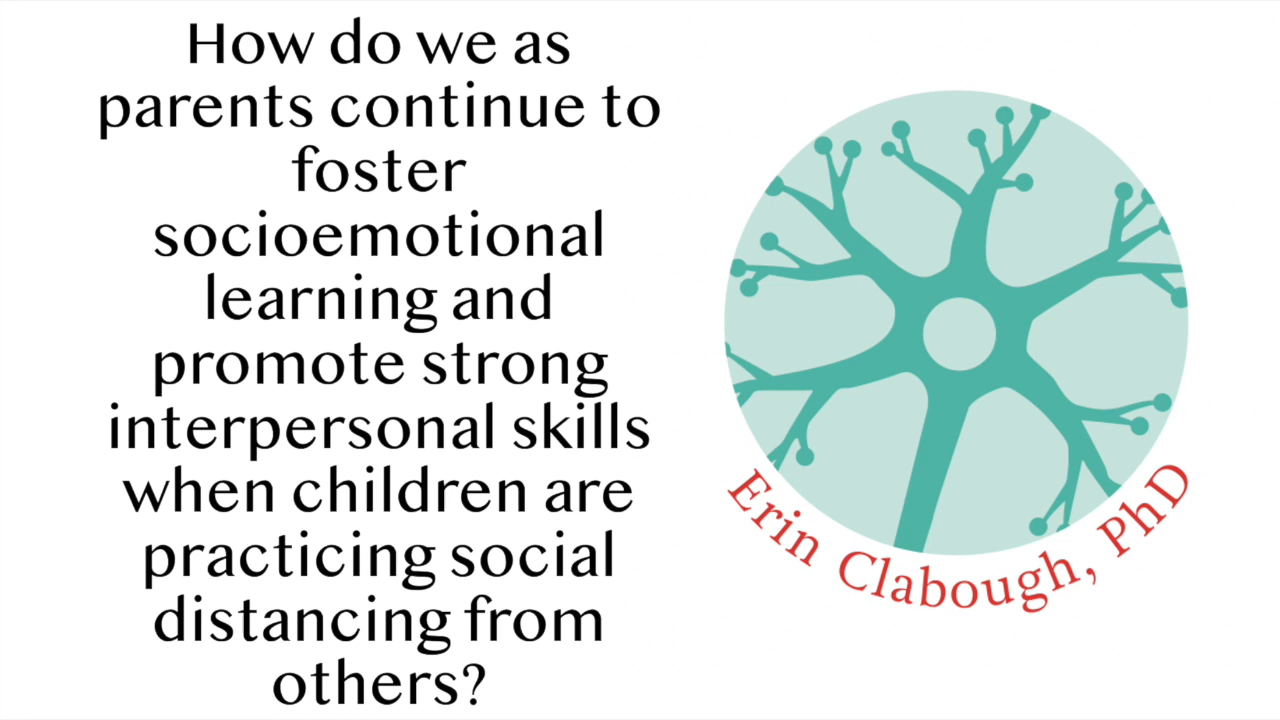 How do we as
parents continue to
foster
socioemotional
learning and
promote strong
interpersonal skills
when children are
practicing social
distancing from
others?
Erin Clabough, PhD